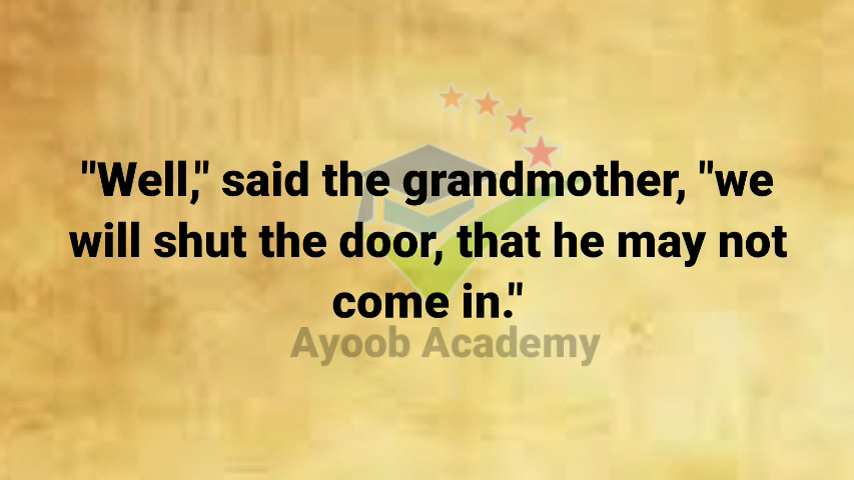 "Well," said the grandmother, "we
will shut the door, that he may not
come in."
Ayoob Academy